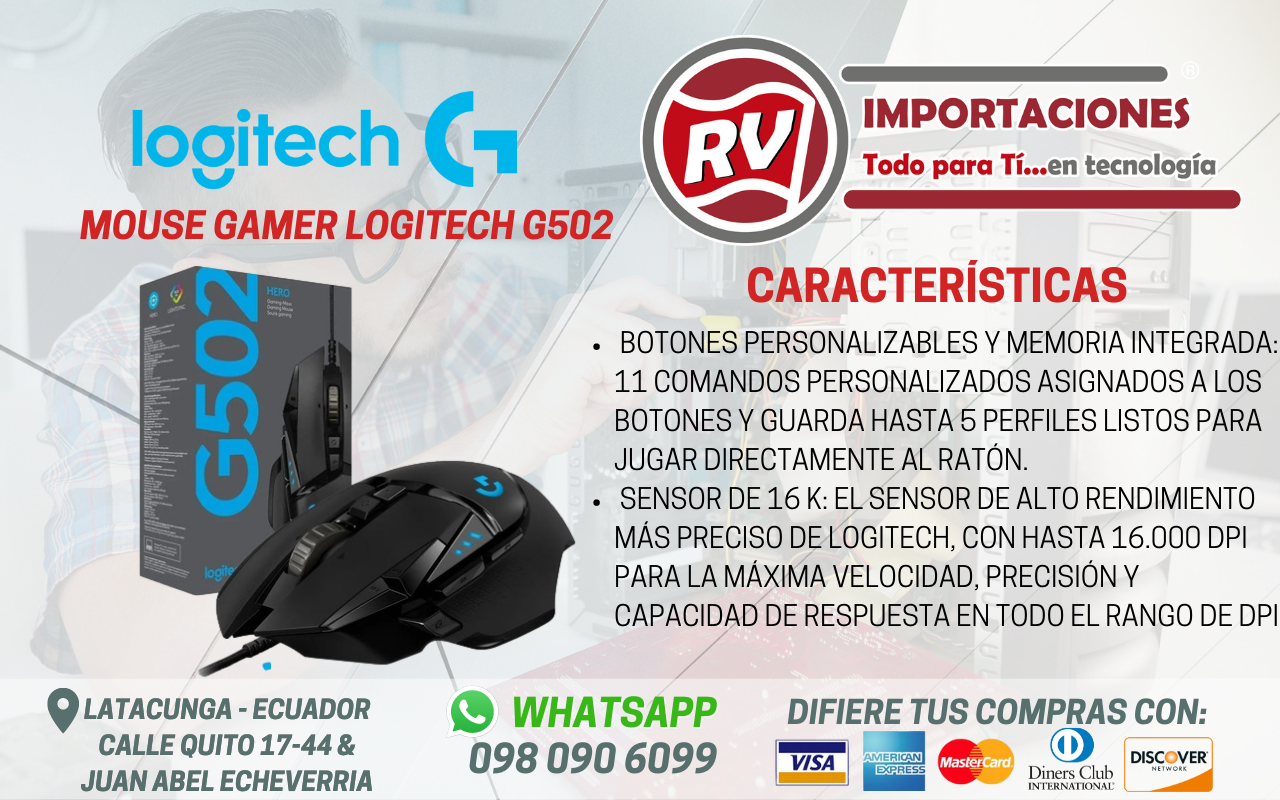 logitech G
MOUSE GAMER LOGITECH G502
RV
IMPORTACIONES
®
Todo para Tí...en tecnología
G502
HERO
Gaming Mouse
logitech
CARACTERÍSTICAS
• BOTONES PERSONALIZABLES Y MEMORIA INTEGRADA:
11 COMANDOS PERSONALIZADOS ASIGNADOS A LOS
BOTONES Y GUARDA HASTA 5 PERFILES LISTOS PARA
JUGAR DIRECTAMENTE AL RATÓN.
• SENSOR DE 16 K: EL SENSOR DE ALTO RENDIMIENTO
MÁS PRECISO DE LOGITECH, CON HASTA 16.000 DPI
PARA LA MÁXIMA VELOCIDAD, PRECISIÓN Y
CAPACIDAD DE RESPUESTA EN TODO EL RANGO DE DPI
LATACUNGA - ECUADOR
CALLE QUITO 17-44 &
JUAN ABEL ECHEVERRIA
WHATSAPP
098 090 6099
DIFIERE TUS COMPRAS CON:
VISA
AMERICAN
EXPRESS
MasterCard
Diners Club
INTERNATIONAL
DISCOVER
NETWORK